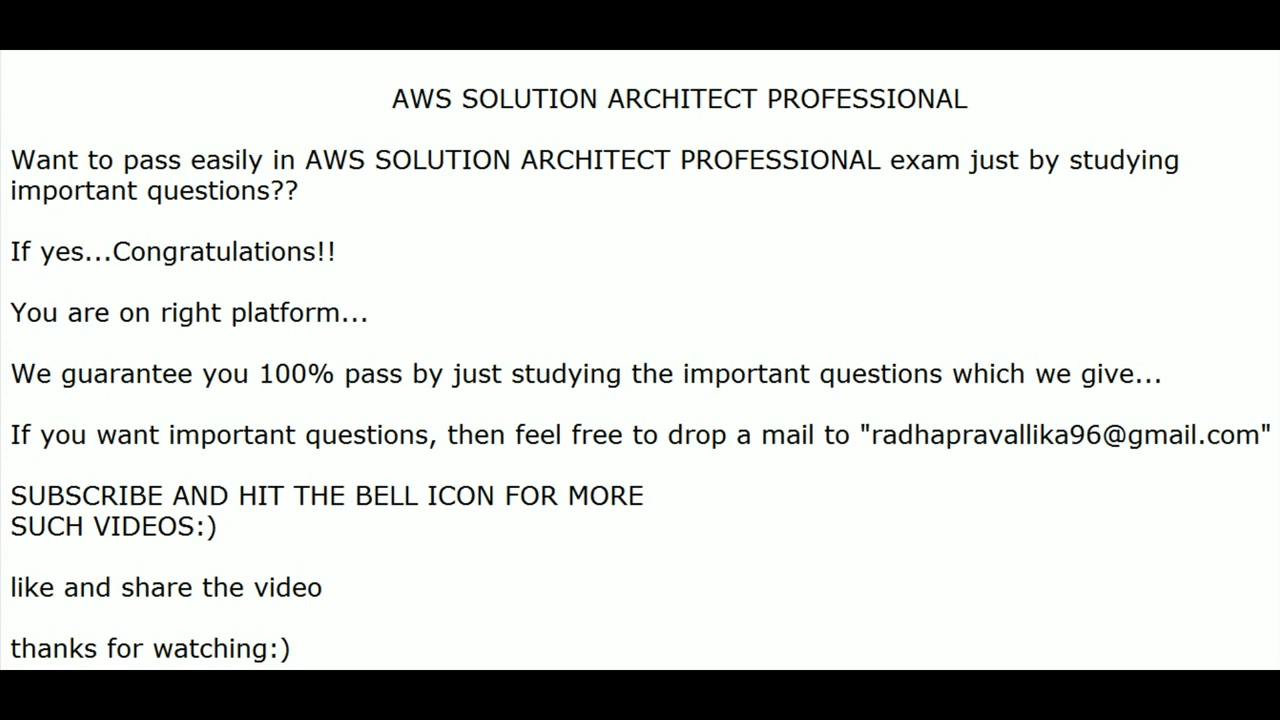 AWS SOLUTION ARCHITECT PROFESSIONAL
Want to pass easily in AWS SOLUTION ARCHITECT PROFESSIONAL exam just by studying
important questions??
If yes...Congratulations!!
You are on right platform...
We guarantee you 100% pass by just studying the important questions which we give...
If you want important questions, then feel free to drop a mail to "radhapravallika96@gmail.com"
SUBSCRIBE AND HIT THE BELL ICON FOR MORE
SUCH VIDEOS:)
like and share the video
thanks for watching:)